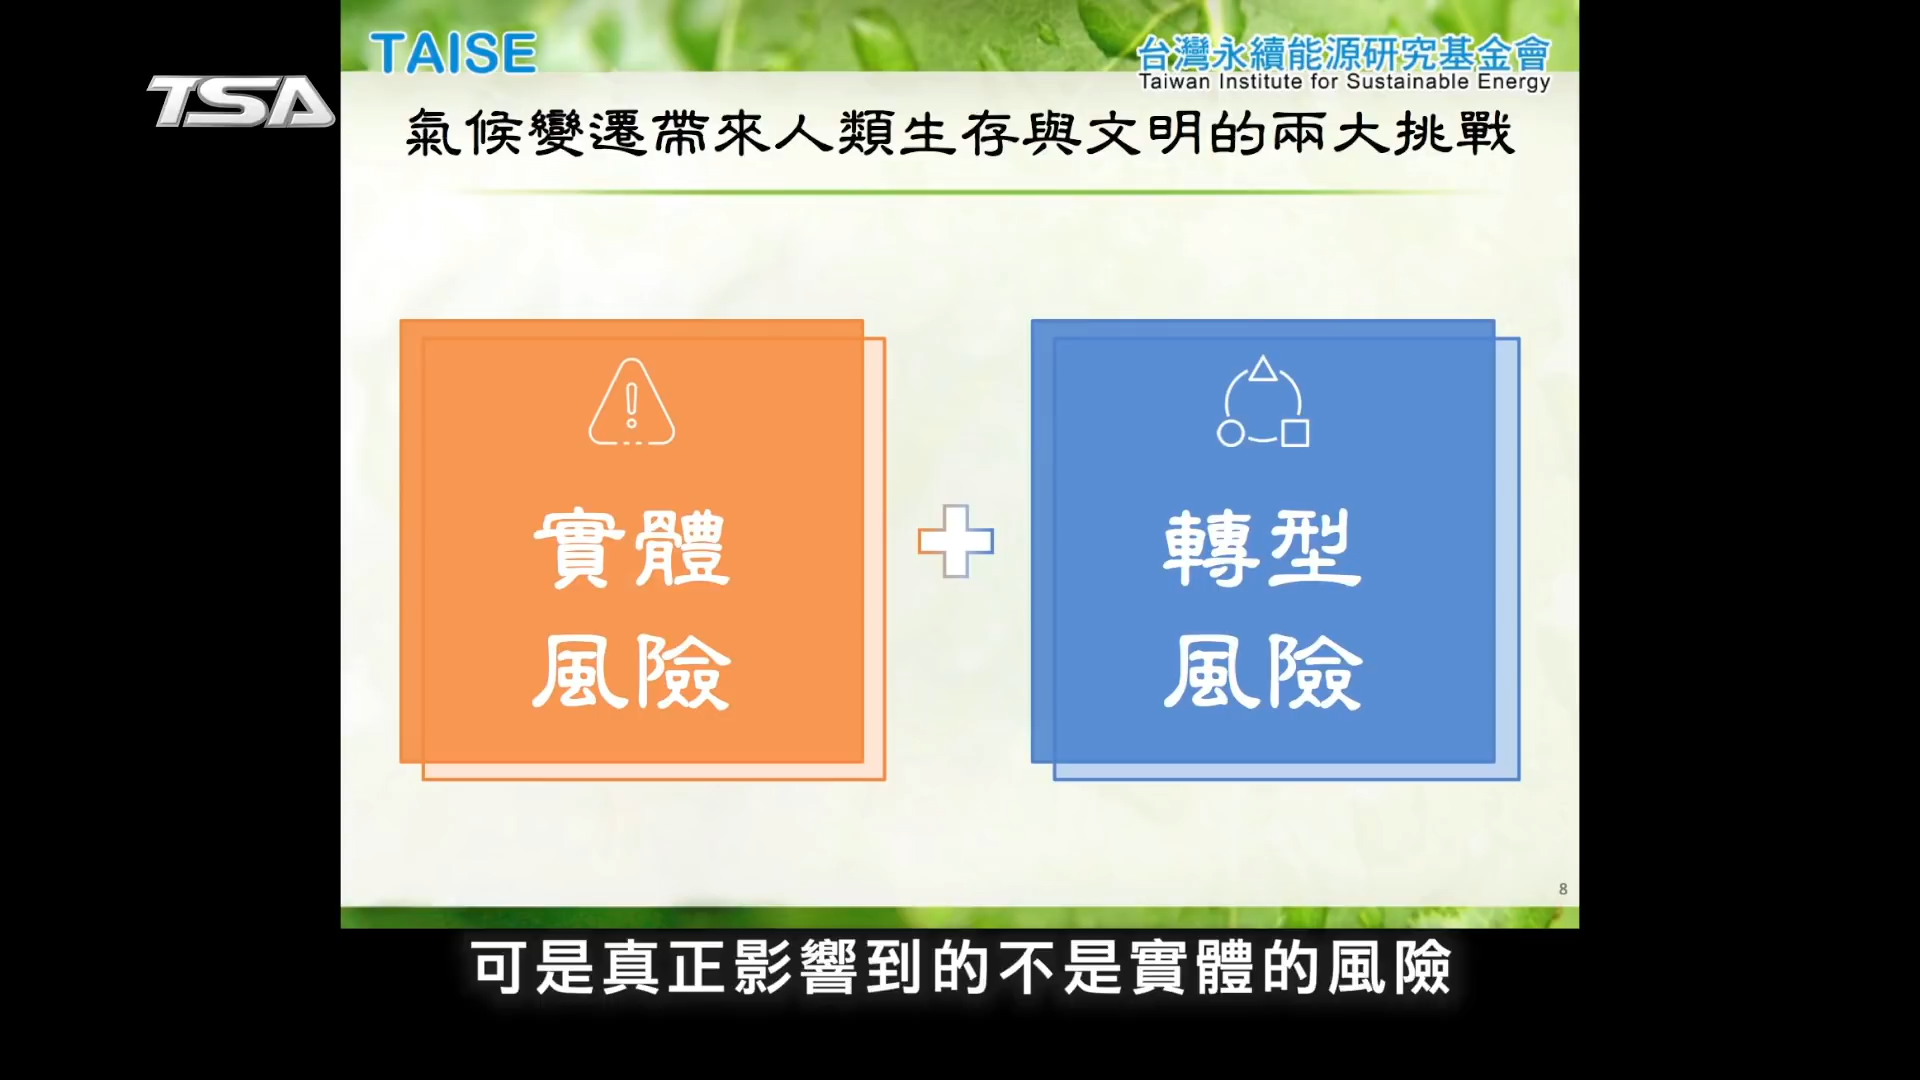 TAISE
台灣永續能源研究基金會
Taiwan Institute for Sustainable Energy
TSA
氣候變遷帶來人類生存與文明的兩大挑戰
實體
風險
轉型
風險
8
可是真正影響到的不是實體的風險